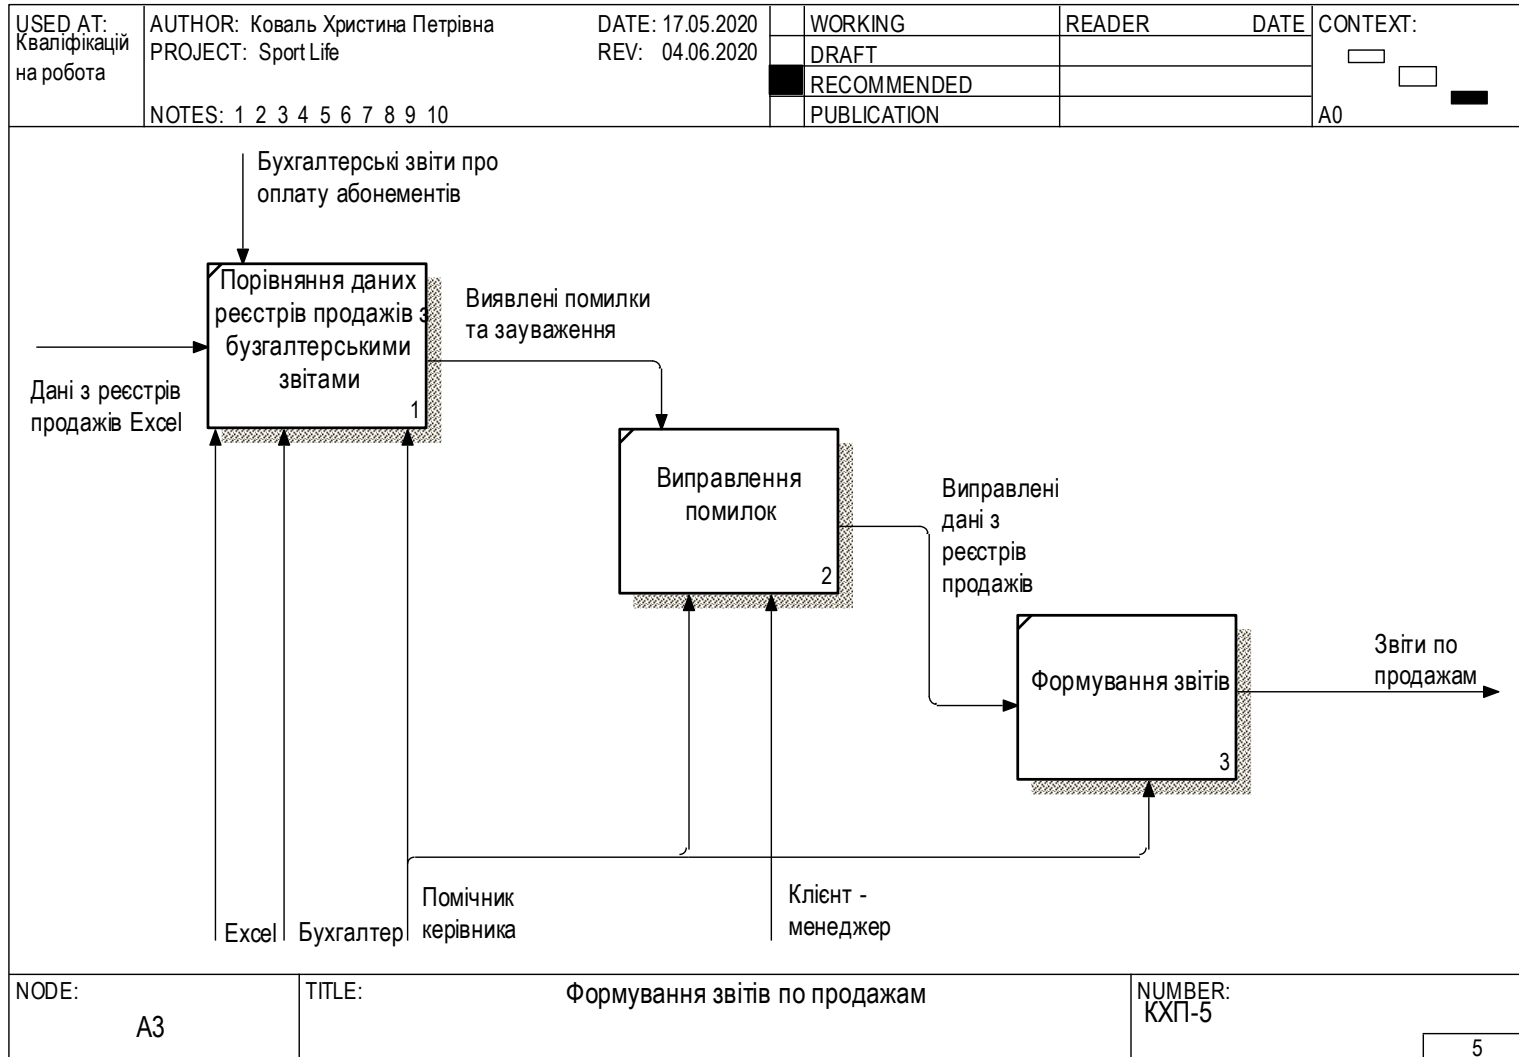 USED AT:
Кваліфікацій
на робота
AUTHOR: Коваль Христина Петрівна
DATE: 17.05.2020
PROJECT: Sport Life
REV: 04.06.2020
NOTES: 1 2 3 4 5 6 7 8 9 10
WORKING
DRAFT
RECOMMENDED
PUBLICATION
READER DATE
CONTEXT:
A0
Бухгалтерські звіти про
оплату абонементів
Порівняння даних
реєстрів продажів з
бузгалтерськими
звітами
1
Виявлені помилки
та зауваження
Дані з реєстрів
продажів Excel
Виправлення
помилок
2
Виправлені
дані з
реєстрів
продажів
Формування звітів
3
Звіти по
продажам
Excel
Бухгалтер
Помічник
керівника
Клієнт -
менеджер
NODE:
A3
TITLE:
Формування звітів по продажам
NUMBER:
КХП-5
5